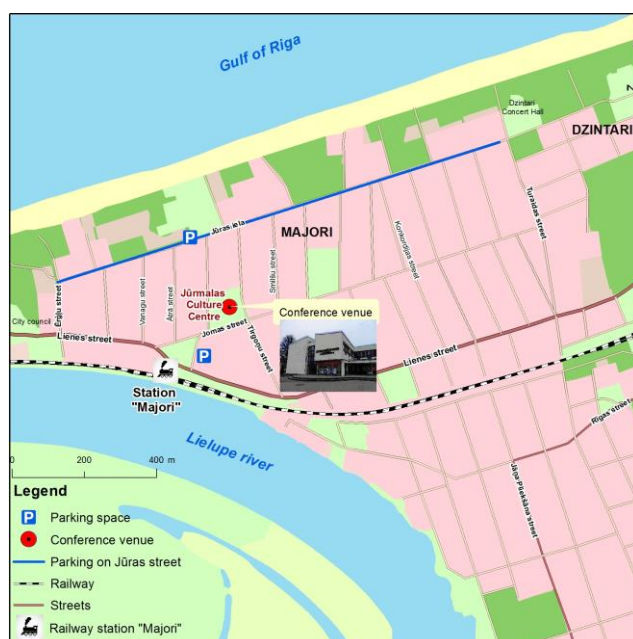 Gulf of Riga
Dzintari
Concert Hall
DZINTARI
Jūras iela
MAJORI
Turaidas street
Konkordijas street
Smilšu street
Ērgļu street
Vanagu street
Jūrmalas
Culture
Centre
Conference venue
City council
Jomas street
Tirgoņu street
Lienes street
Lienes street
Station
"Majori"
Rīgas street
Lielupe river
Jāņa Pliekšāna street
0 200 400 m
Legend
Parking space
Conference venue
Parking on Jūras street
Railway
Streets
Railway station "Majori"